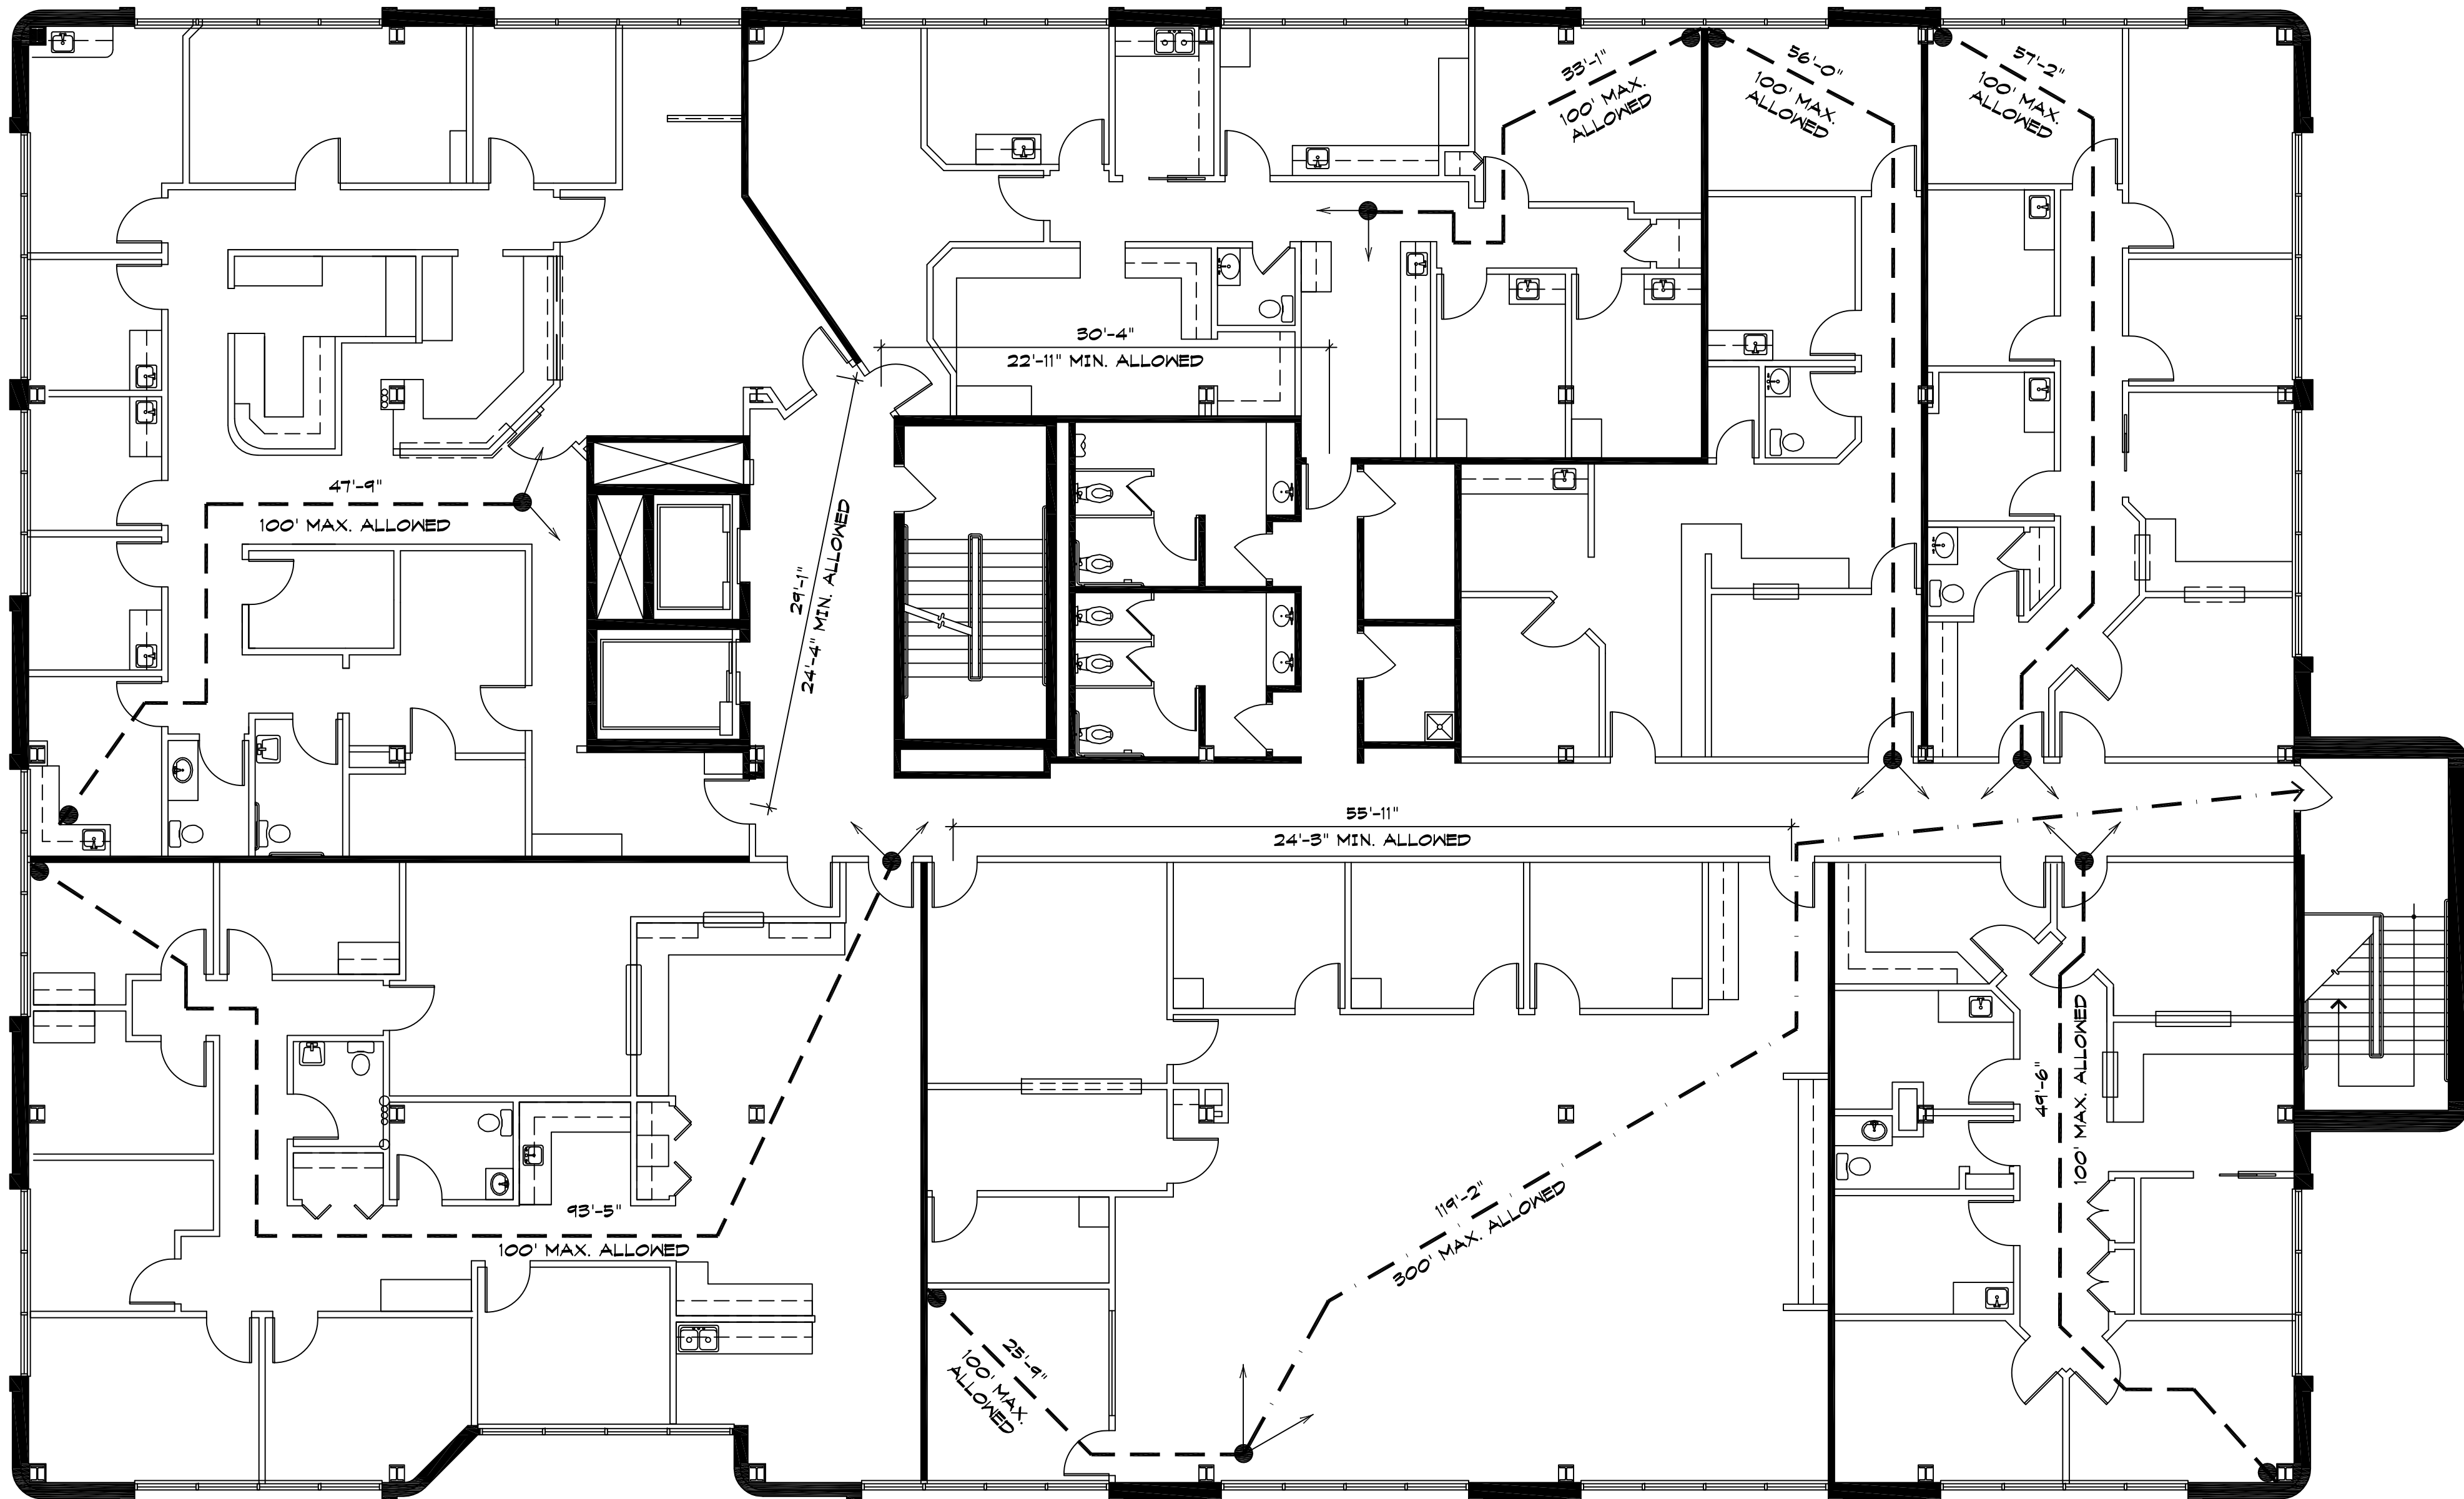 33'-1"
100' MAX.
ALLOWED
56'-0"
100' MAX.
ALLOWED
57'-2"
100' MAX.
ALLOWED
30'-4"
22'-11" MIN. ALLOWED
47'-9"
100' MAX. ALLOWED
29'-1"
24'-4" MIN. ALLOWED
55'-11"
24'-3" MIN. ALLOWED
49'-6"
100' MAX. ALLOWED
93'-5"
100' MAX. ALLOWED
119'-2"
300' MAX. ALLOWED
25'-9"
100' MAX.
ALLOWED